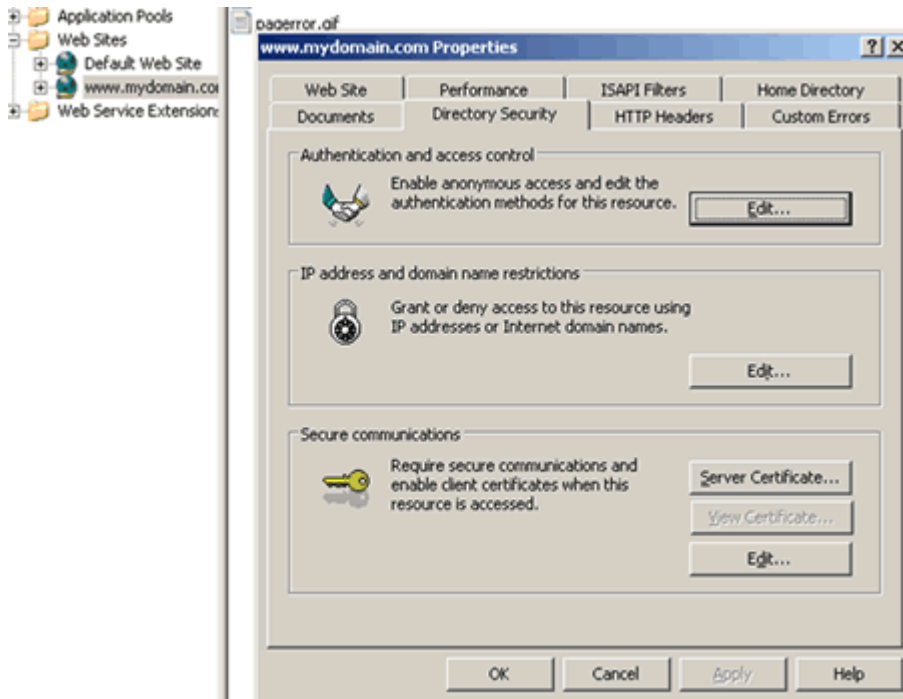 Application Pools
Web Sites
Default Web Site
www.mydomain.co
Web Service Extension
pagerror.gif
www.mydomain.com Properties
Web Site
Performance
ISAPI Filters
Home Directory
Documents
Directory Security
HTTP Headers
Custom Errors
Authentication and access control
Enable anonymous access and edit the
authentication methods for this resource.
Edit...
IP address and domain name restrictions
Grant or deny access to this resource using
IP addresses or Internet domain names.
Edit...
Secure communications
Require secure communications and
enable client certificates when this
resource is accessed.
Server Certificate...
View Certificate...
Edit...
OK
Cancel
Apply
Help